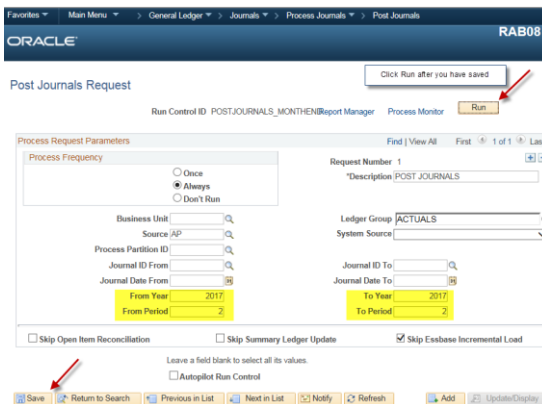 Favorites Main Menu > General Ledger > Journals > Process Journals > Post Journals
RAB08
ORACLE
Click Run after you have saved
Post Journals Request
Run Control ID POSTJOURNALS_MONTHEND Report Manager Process Monitor Run
Process Request Parameters Find | View All First 1 of 1 Las
Process Frequency
Once
Always
Don't Run
Request Number 1
*Description POST JOURNALS
Business Unit Ledger Group ACTUALS
Source AP System Source
Process Partition ID
Journal ID From Journal ID To
Journal Date From Journal Date To
From Year 2017 To Year 2017
From Period 2 To Period 2
Skip Open Item Reconciliation Skip Summary Ledger Update Skip Essbase Incremental Load
Leave a field blank to select all its values.
Autopilot Run Control
Save Return to Search Previous in List Next in List Notify Refresh Add Update/Display